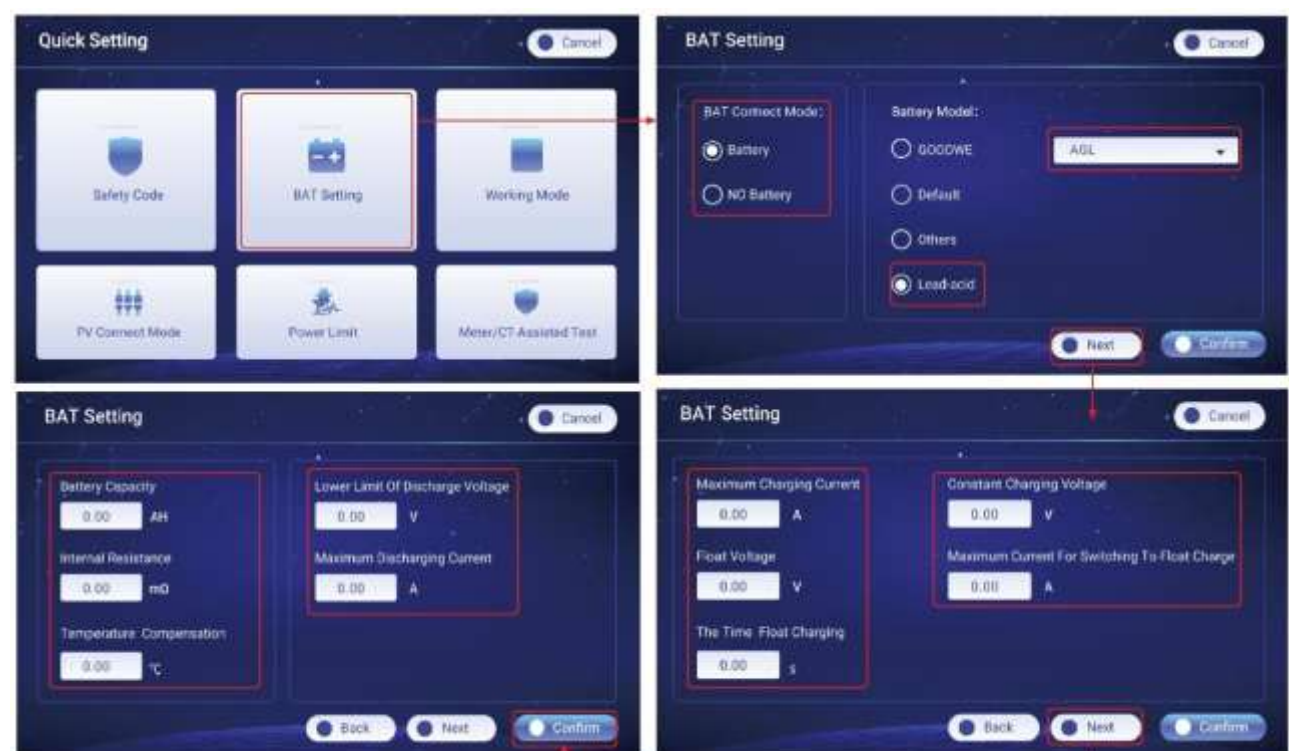 Quick Setting
Cancel
Safety Code
BAT Setting
Working Mode
PV Connect Mode
Power Limit
Meter/CT-Assisted Test
BAT Setting
Cancel
BAT Connect Mode:
Battery
NO Battery
Battery Model:
GOODWE
AGL
Default
Others
Lead-acid
Next
Confirm
BAT Setting
Cancel
Battery Capacity
0.00 AH
Internal Resistance
0.00 mΩ
Temperature Compensation
0.00 ℃
Lower Limit Of Discharge Voltage
0.00 V
Maximum Discharging Current
0.00 A
Back
Next
Confirm
BAT Setting
Cancel
Maximum Charging Current
0.00 A
Float Voltage
0.00 V
The Time Float Charging
0.00 s
Constant Charging Voltage
0.00 V
Maximum Current For Switching To Float Charge
0.00 A
Back
Next
Confirm